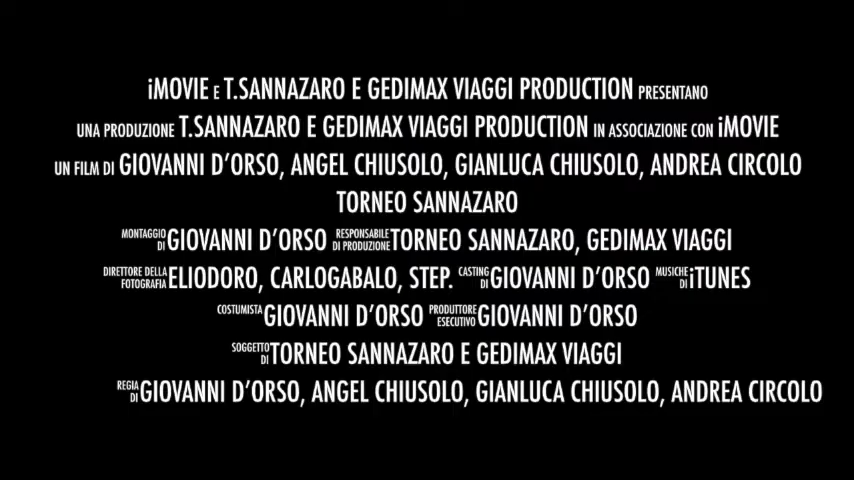 iMOVIE E T.SANNAZARO E GEDIMAX VIAGGI PRODUCTION PRESENTANO
UNA PRODUZIONE T.SANNAZARO E GEDIMAX VIAGGI PRODUCTION IN ASSOCIAZIONE CON iMOVIE
UN FILM DI GIOVANNI D'ORSO, ANGEL CHIUSOLO, GIANLUCA CHIUSOLO, ANDREA CIRCOLO
TORNEO SANNAZARO
MONTAGGIO DI GIOVANNI D'ORSO RESPONSABILE DI PRODUZIONE TORNEO SANNAZARO, GEDIMAX VIAGGI
DIRETTORE DELLA FOTOGRAFIA ELIODORO, CARLOGABALO, STEP. CASTING DI GIOVANNI D'ORSO MUSICHE DI iTUNES
COSTUMISTA GIOVANNI D'ORSO PRODUTTORE ESECUTIVO GIOVANNI D'ORSO
SOGGETTO DI TORNEO SANNAZARO E GEDIMAX VIAGGI
REGIA DI GIOVANNI D'ORSO, ANGEL CHIUSOLO, GIANLUCA CHIUSOLO, ANDREA CIRCOLO